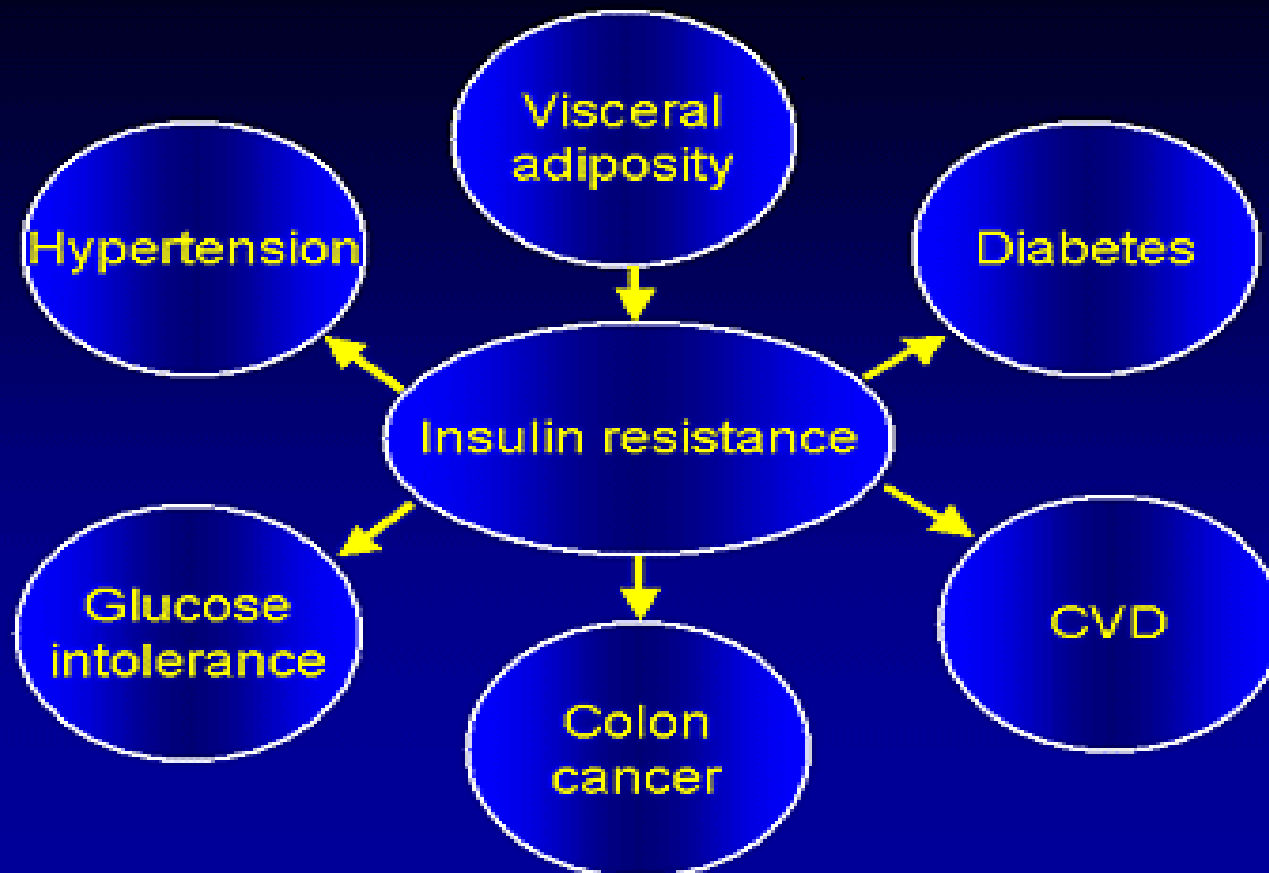 Visceral
adiposity
Hypertension
Diabetes
Insulin resistance
Glucose
intolerance
CVD
Colon
cancer